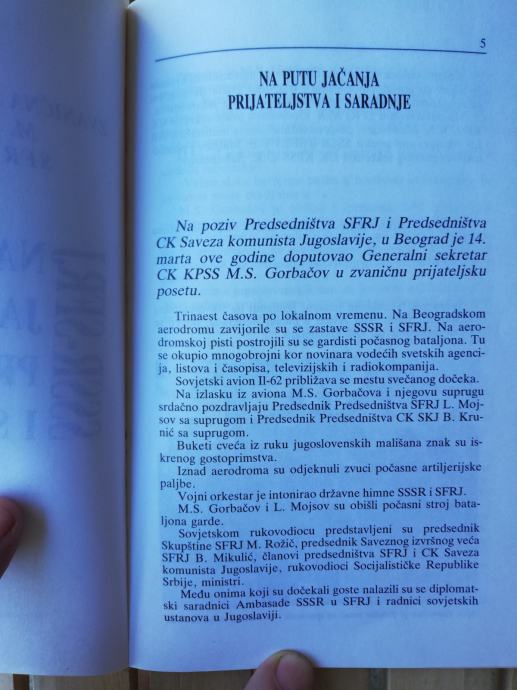 5
NA PUTU JAČANJA
PRIJATELJSTVA I SARADNJE
Na poziv Predsedništva SFRJ i Predsedništva
CK Saveza komunista Jugoslavije, u Beograd je 14.
marta ove godine doputovao Generalni sekretar
CK KPSS M.S. Gorbačov u zvaničnu prijateljsku
posetu.
Trinaest časova po lokalnom vremenu. Na Beogradskom
aerodromu zavijorile su se zastave SSSR i SFRJ. Na aero-
dromskoj pisti postrojili su se gardisti počasnog bataljona. Tu
se okupio mnogobrojni kor novinara vodećih svetskih agenci-
ja, listova i časopisa, televizijskih i radiokompanija.
Sovjetski avion Il-62 približava se mestu svečanog dočeka.
Na izlasku iz aviona M.S. Gorbačova i njegovu suprugu
srdačno pozdravljaju Predsednik Predsedništva SFRJ L. Moj-
sov sa suprugom i Predsednik Predsedništva CK SKJ B. Kru-
nić sa suprugom.
Buketi cveća iz ruku jugoslovenskih mališana znak su is-
krenog gostoprimstva.
Iznad aerodroma su odjeknuli zvuci počasne artiljerijske
paljbe.
Vojni orkestar je intonirao državne himne SSSR i SFRJ.
M.S. Gorbačov i L. Mojsov su obišli počasni stroj bata-
ljona garde.
Sovjetskom rukovodiocu predstavljeni su predsednik
Skupštine SFRJ M. Rožič, predsednik Saveznog izvršnog veća
SFRJ B. Mikulić, članovi predsedništva SFRJ i CK Saveza
komunista Jugoslavije, rukovodioci Socijalističke Republike
Srbije, ministri.
Među onima koji su dočekali goste nalazili su se diplomat-
ski saradnici Ambasade SSSR u SFRJ i radnici sovjetskih
ustanova u Jugoslaviji.